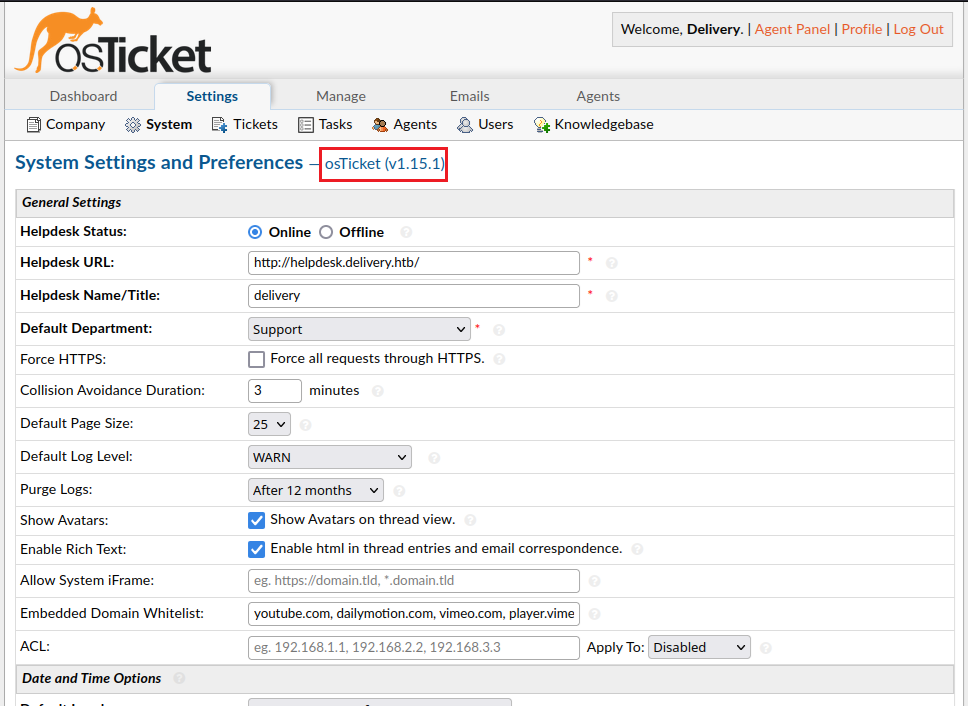 osTicket
Welcome, Delivery. | Agent Panel | Profile | Log Out
Dashboard Settings Manage Emails Agents
Company System Tickets Tasks Agents Users Knowledgebase
System Settings and Preferences — osTicket (v1.15.1)
General Settings
Helpdesk Status: Online Offline ?
Helpdesk URL: http://helpdesk.delivery.htb/ * ?
Helpdesk Name/Title: delivery * ?
Default Department: Support * ?
Force HTTPS: Force all requests through HTTPS. ?
Collision Avoidance Duration: 3 minutes ?
Default Page Size: 25 ?
Default Log Level: WARN ?
Purge Logs: After 12 months ?
Show Avatars: Show Avatars on thread view. ?
Enable Rich Text: Enable html in thread entries and email correspondence. ?
Allow System iFrame: eg. https://domain.tld, *.domain.tld ?
Embedded Domain Whitelist: youtube.com, dailymotion.com, vimeo.com, player.vime ?
ACL: eg. 192.168.1.1, 192.168.2.2, 192.168.3.3 Apply To: Disabled ?
Date and Time Options ?